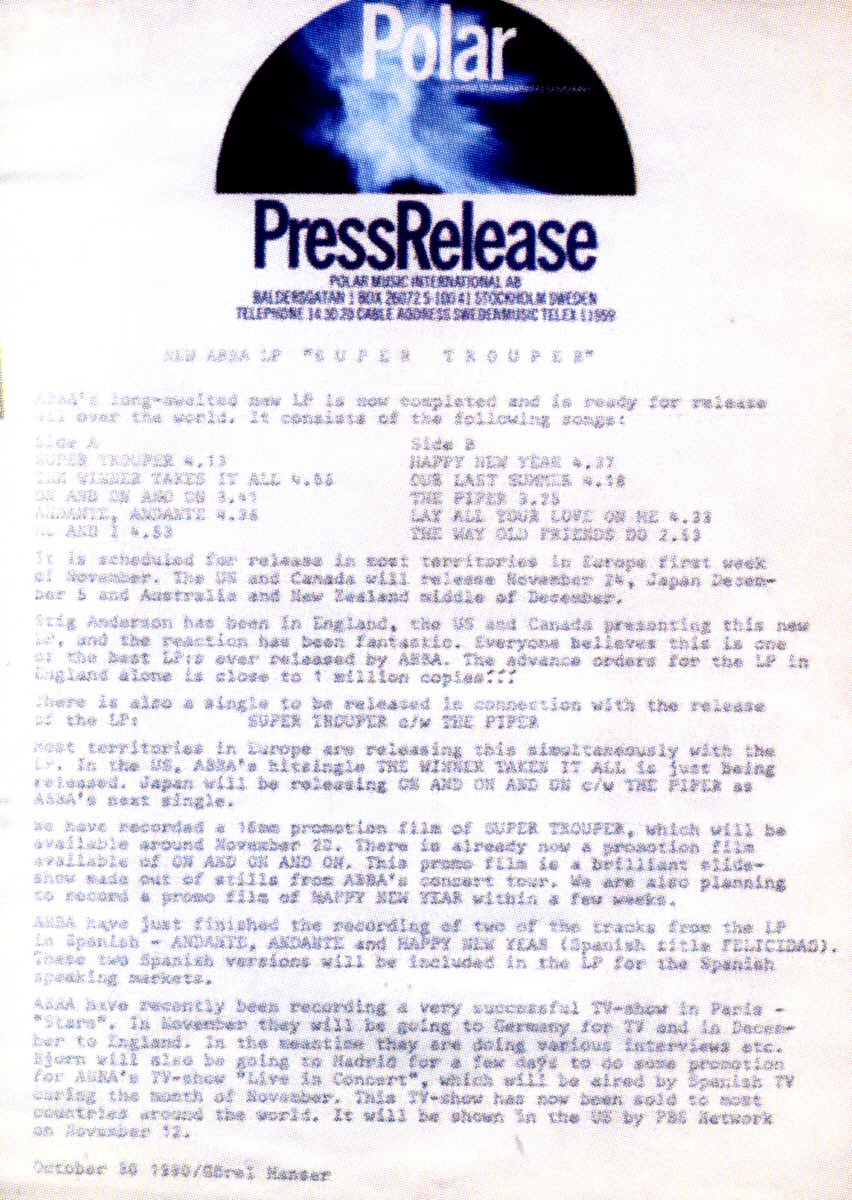 Polar
PressRelease
POLAR MUSIC INTERNATIONAL AB
BALDERSGATAN 1 BOX 26072 S-100 41 STOCKHOLM SWEDEN
TELEPHONE 14 30 20 CABLE ADDRESS SWEDENMUSIC TELEX 11959
NEW ABBA LP "S U P E R   T R O U P E R"
ABBA's long-awaited new LP is now completed and is ready for release
all over the world. It consists of the following songs:
Side A
SUPER TROUPER 4.13
THE WINNER TAKES IT ALL 4.56
ON AND ON AND ON 3.41
ANDANTE, ANDANTE 4.36
ME AND I 4.53
Side B
HAPPY NEW YEAR 4.37
OUR LAST SUMMER 4.18
THE PIPER 3.25
LAY ALL YOUR LOVE ON ME 4.33
THE WAY OLD FRIENDS DO 2.53
It is scheduled for release in most territories in Europe first week
of November. The US and Canada will release November 24, Japan Decem-
ber 5 and Australia and New Zealand middle of December.
Stig Anderson has been in England, the US and Canada presenting this new
LP, and the reaction has been fantastic. Everyone believes this is one
of the best LP:s ever released by ABBA. The advance orders for the LP in
England alone is close to 1 million copies!!!
There is also a single to be released in connection with the release
of the LP: SUPER TROUPER c/w THE PIPER
Most territories in Europe are releasing this simultaneously with the
LP. In the US, ABBA's hitsingle THE WINNER TAKES IT ALL is just being
released. Japan will be releasing ON AND ON AND ON c/w THE PIPER as
ABBA's next single.
We have recorded a 16mm promotion film of SUPER TROUPER, which will be
available around November 20. There is already now a promotion film
available of ON AND ON AND ON. This promo film is a brilliant slide-
show made out of stills from ABBA's concert tour. We are also planning
to record a promo film of HAPPY NEW YEAR within a few weeks.
ABBA have just finished the recording of two of the tracks from the LP
in Spanish - ANDANTE, ANDANTE and HAPPY NEW YEAR (Spanish title FELICIDAD).
These two Spanish versions will be included in the LP for the Spanish
speaking markets.
ABBA have recently been recording a very successful TV-show in Paris -
"Stars". In November they will be going to Germany for TV and in Decem-
ber to England. In the meantime they are doing various interviews etc.
Bjorn will also be going to Madrid for a few days to do some promotion
for ABBA's TV-show "Live in Concert", which will be aired by Spanish TV
during the month of November. This TV-show has now been sold to most
countries around the world. It will be shown in the US by PBS Network
on November 12.
October 30 1980/Görel Hanser